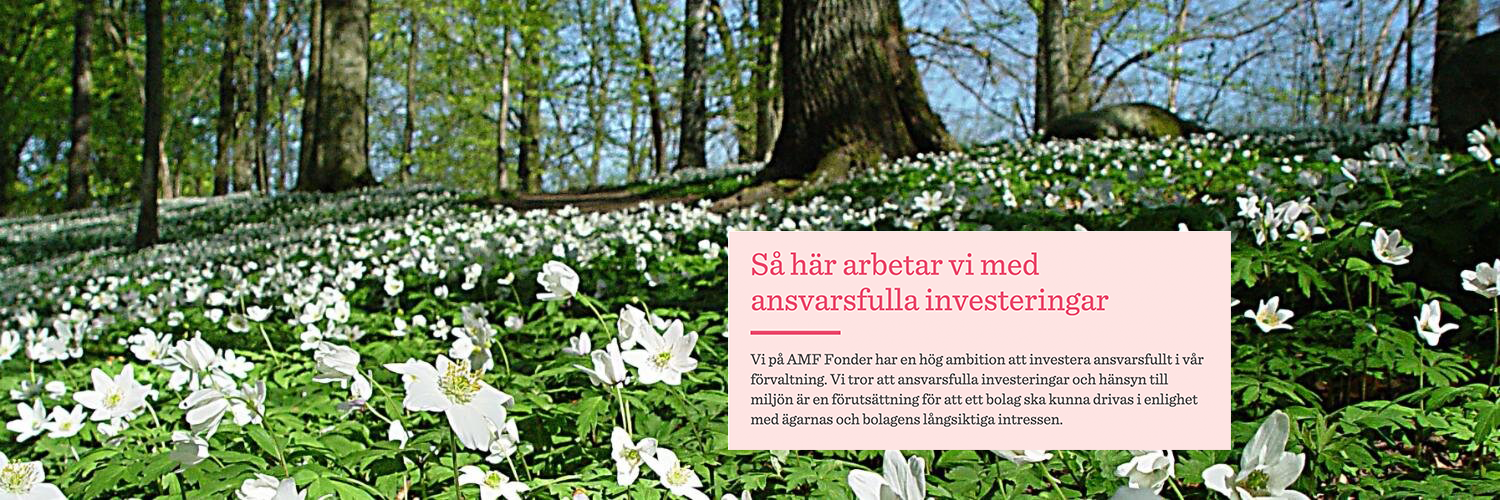 Så här arbetar vi med
ansvarsfulla investeringar
Vi på AMF Fonder har en hög ambition att investera ansvarsfullt i vår
förvaltning. Vi tror att ansvarsfulla investeringar och hänsyn till
miljön är en förutsättning för att ett bolag ska kunna drivas i enlighet
med ägarnas och bolagens långsiktiga intressen.